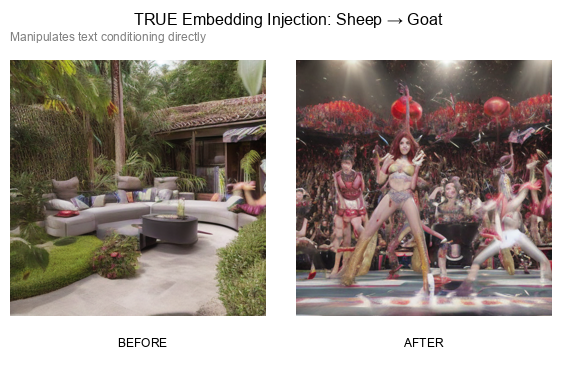 TRUE Embedding Injection: Sheep → Goat
Manipulates text conditioning directly
BEFORE
AFTER